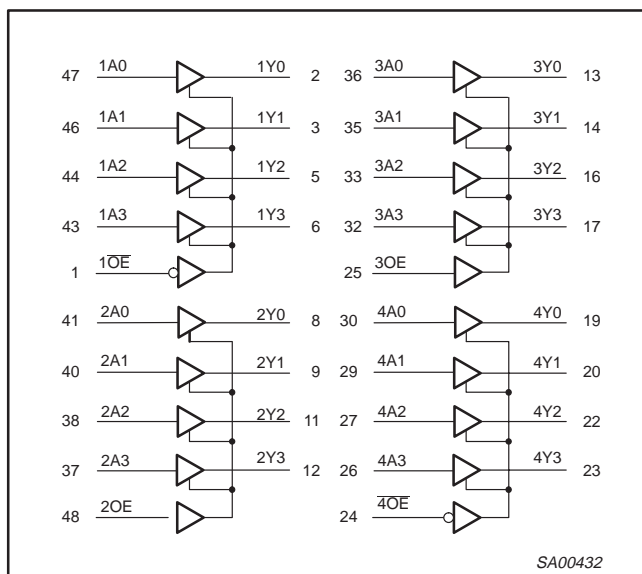 47 1A0 1Y0 2 36 3A0 3Y0 13
46 1A1 1Y1 3 35 3A1 3Y1 14
44 1A2 1Y2 5 33 3A2 3Y2 16
43 1A3 1Y3 6 32 3A3 3Y3 17
1 1O̅E̅ 25 3OE
41 2A0 2Y0 8 30 4A0 4Y0 19
40 2A1 2Y1 9 29 4A1 4Y1 20
38 2A2 2Y2 11 27 4A2 4Y2 22
37 2A3 2Y3 12 26 4A3 4Y3 23
48 2OE 24 4̅O̅E̅
SA00432